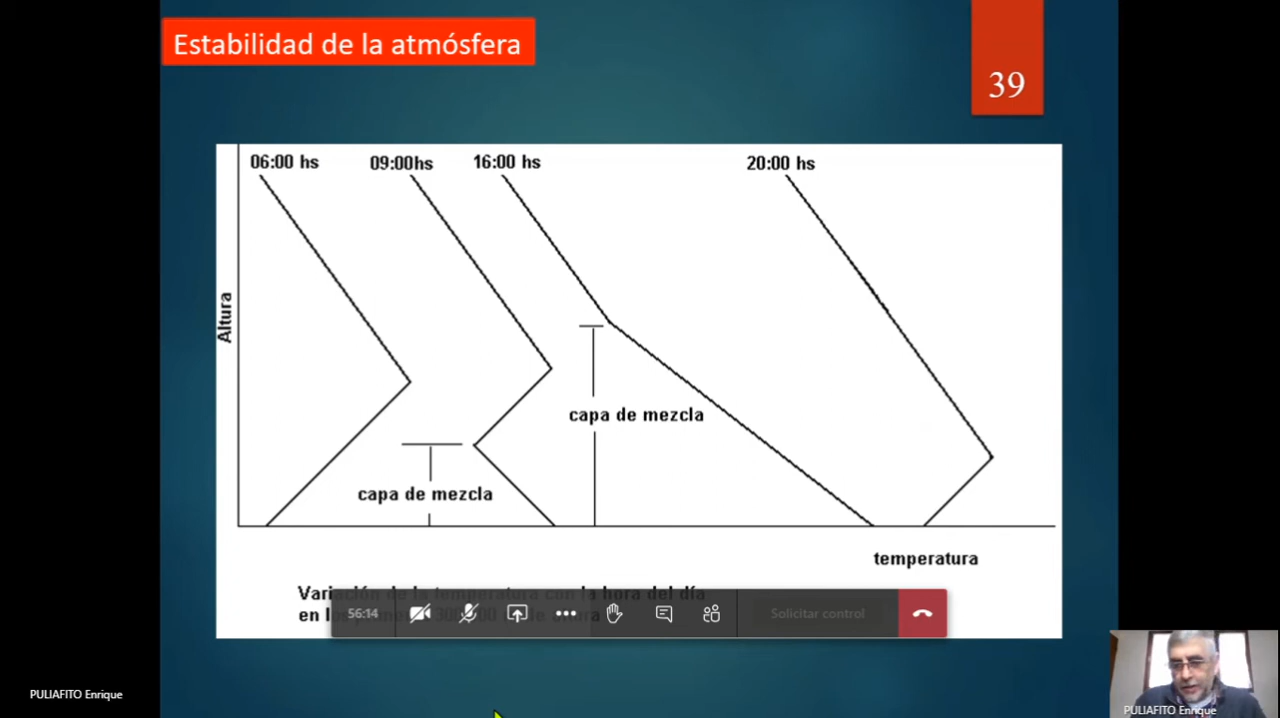 Estabilidad de la atmósfera
39
06:00 hs
09:00hs
16:00 hs
20:00 hs
Altura
capa de mezcla
capa de mezcla
temperatura
Variación de la temperatura con la hora del día
en
56:14
Solicitar control
PULIAFITO Enrique
PULIAFITO Enrique